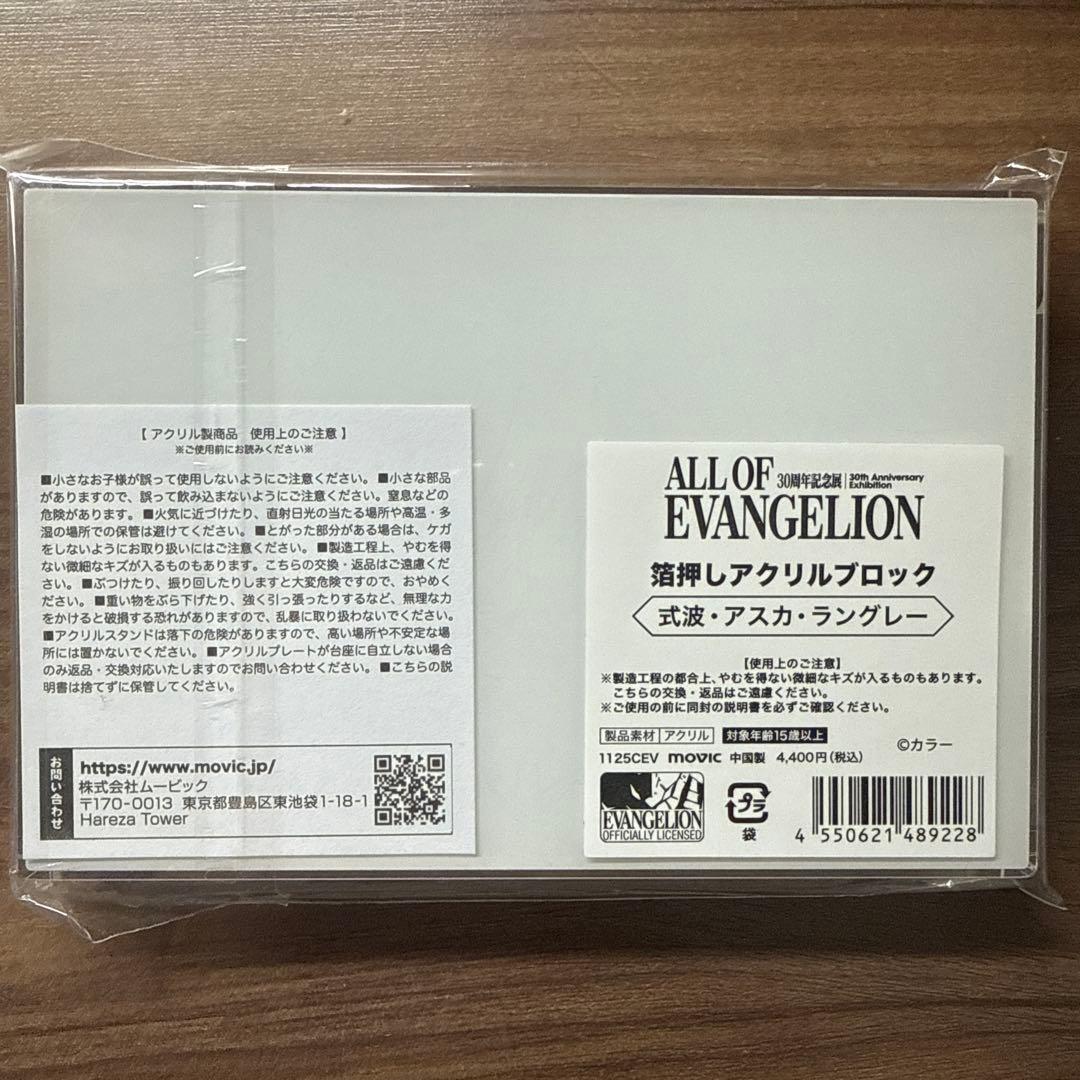 【 アクリル製商品 使用上のご注意 】
※ご使用前にお読みください※
■小さなお子様が誤って使用しないようにご注意ください。■小さな部品
がありますので、誤って飲み込まないようにご注意ください。窒息などの
危険があります。■火気に近づけたり、直射日光の当たる場所や高温・多
湿の場所での保管は避けてください。■とがった部分がある場合は、ケガ
をしないようにお取り扱いにはご注意ください。■製造工程上、やむを得
ない微細なキズが入るものもあります。こちらの交換・返品はご遠慮くだ
さい。■ぶつけたり、振り回したりしますと大変危険ですので、おやめく
ださい。■重い物をぶら下げたり、強く引っ張ったりするなど、無理な力
をかけると破損する恐れがありますので、乱暴に取り扱わないでください。
■アクリルスタンドは落下の危険がありますので、高い場所や不安定な場
所には置かないでください。■アクリルプレートが台座に自立しない場合
のみ返品・交換対応いたしますのでお問い合わせください。■こちらの説
明書は捨てずに保管してください。
お問い合わせ
https://www.movic.jp/
株式会社ムービック
〒170-0013 東京都豊島区東池袋1-18-1
Hareza Tower
ALL OF 30周年記念展 30th Anniversary Exhibition
EVANGELION
箔押しアクリルブロック
式波・アスカ・ラングレー
【使用上のご注意】
※製造工程の都合上、やむを得ない微細なキズが入るものもあります。
こちらの交換・返品はご遠慮ください。
※ご使用の前に同封の説明書を必ずご確認ください。
製品素材 アクリル 対象年齢15歳以上
©カラー
1125CEV movic 中国製 4,400円(税込)
EVANGELION
OFFICIALLY LICENSED
プラ
袋
4 550621 489228